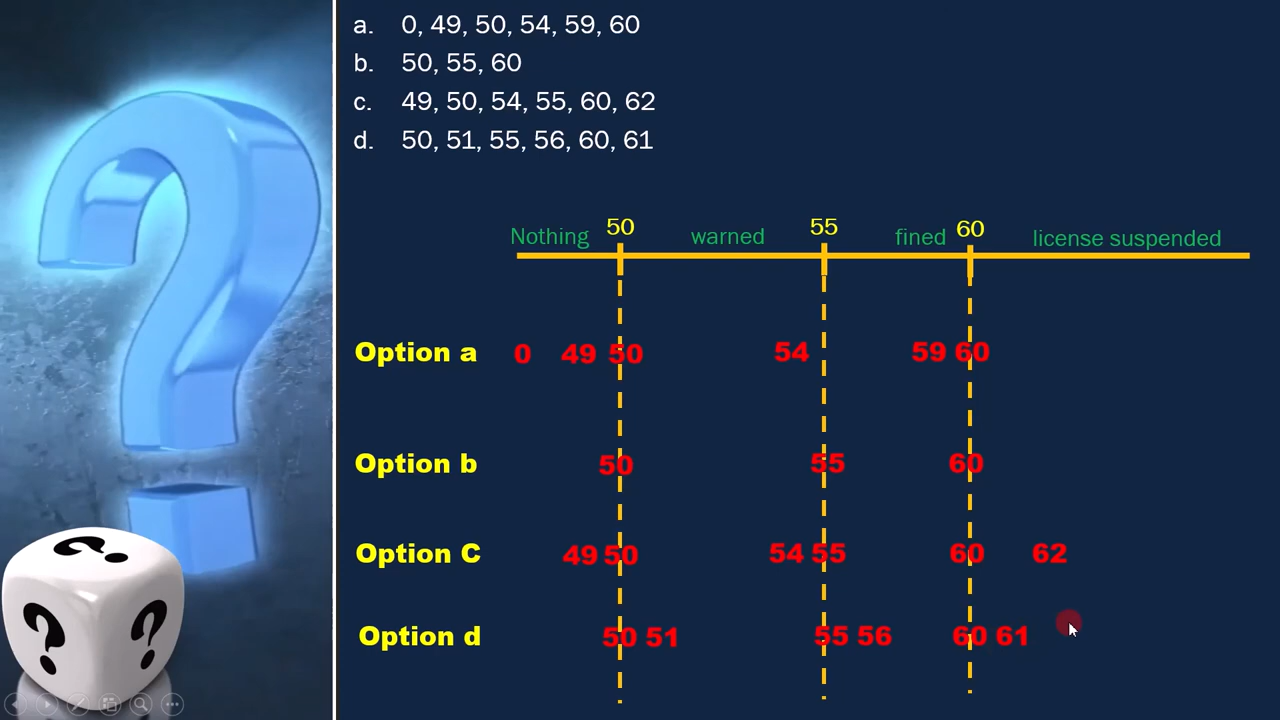 a. 0, 49, 50, 54, 59, 60
b. 50, 55, 60
c. 49, 50, 54, 55, 60, 62
d. 50, 51, 55, 56, 60, 61
Nothing 50 warned 55 fined 60 license suspended
Option a 0 49 50 54 59 60
Option b 50 55 60
Option C 49 50 54 55 60 62
Option d 50 51 55 56 60 61
? ? ?